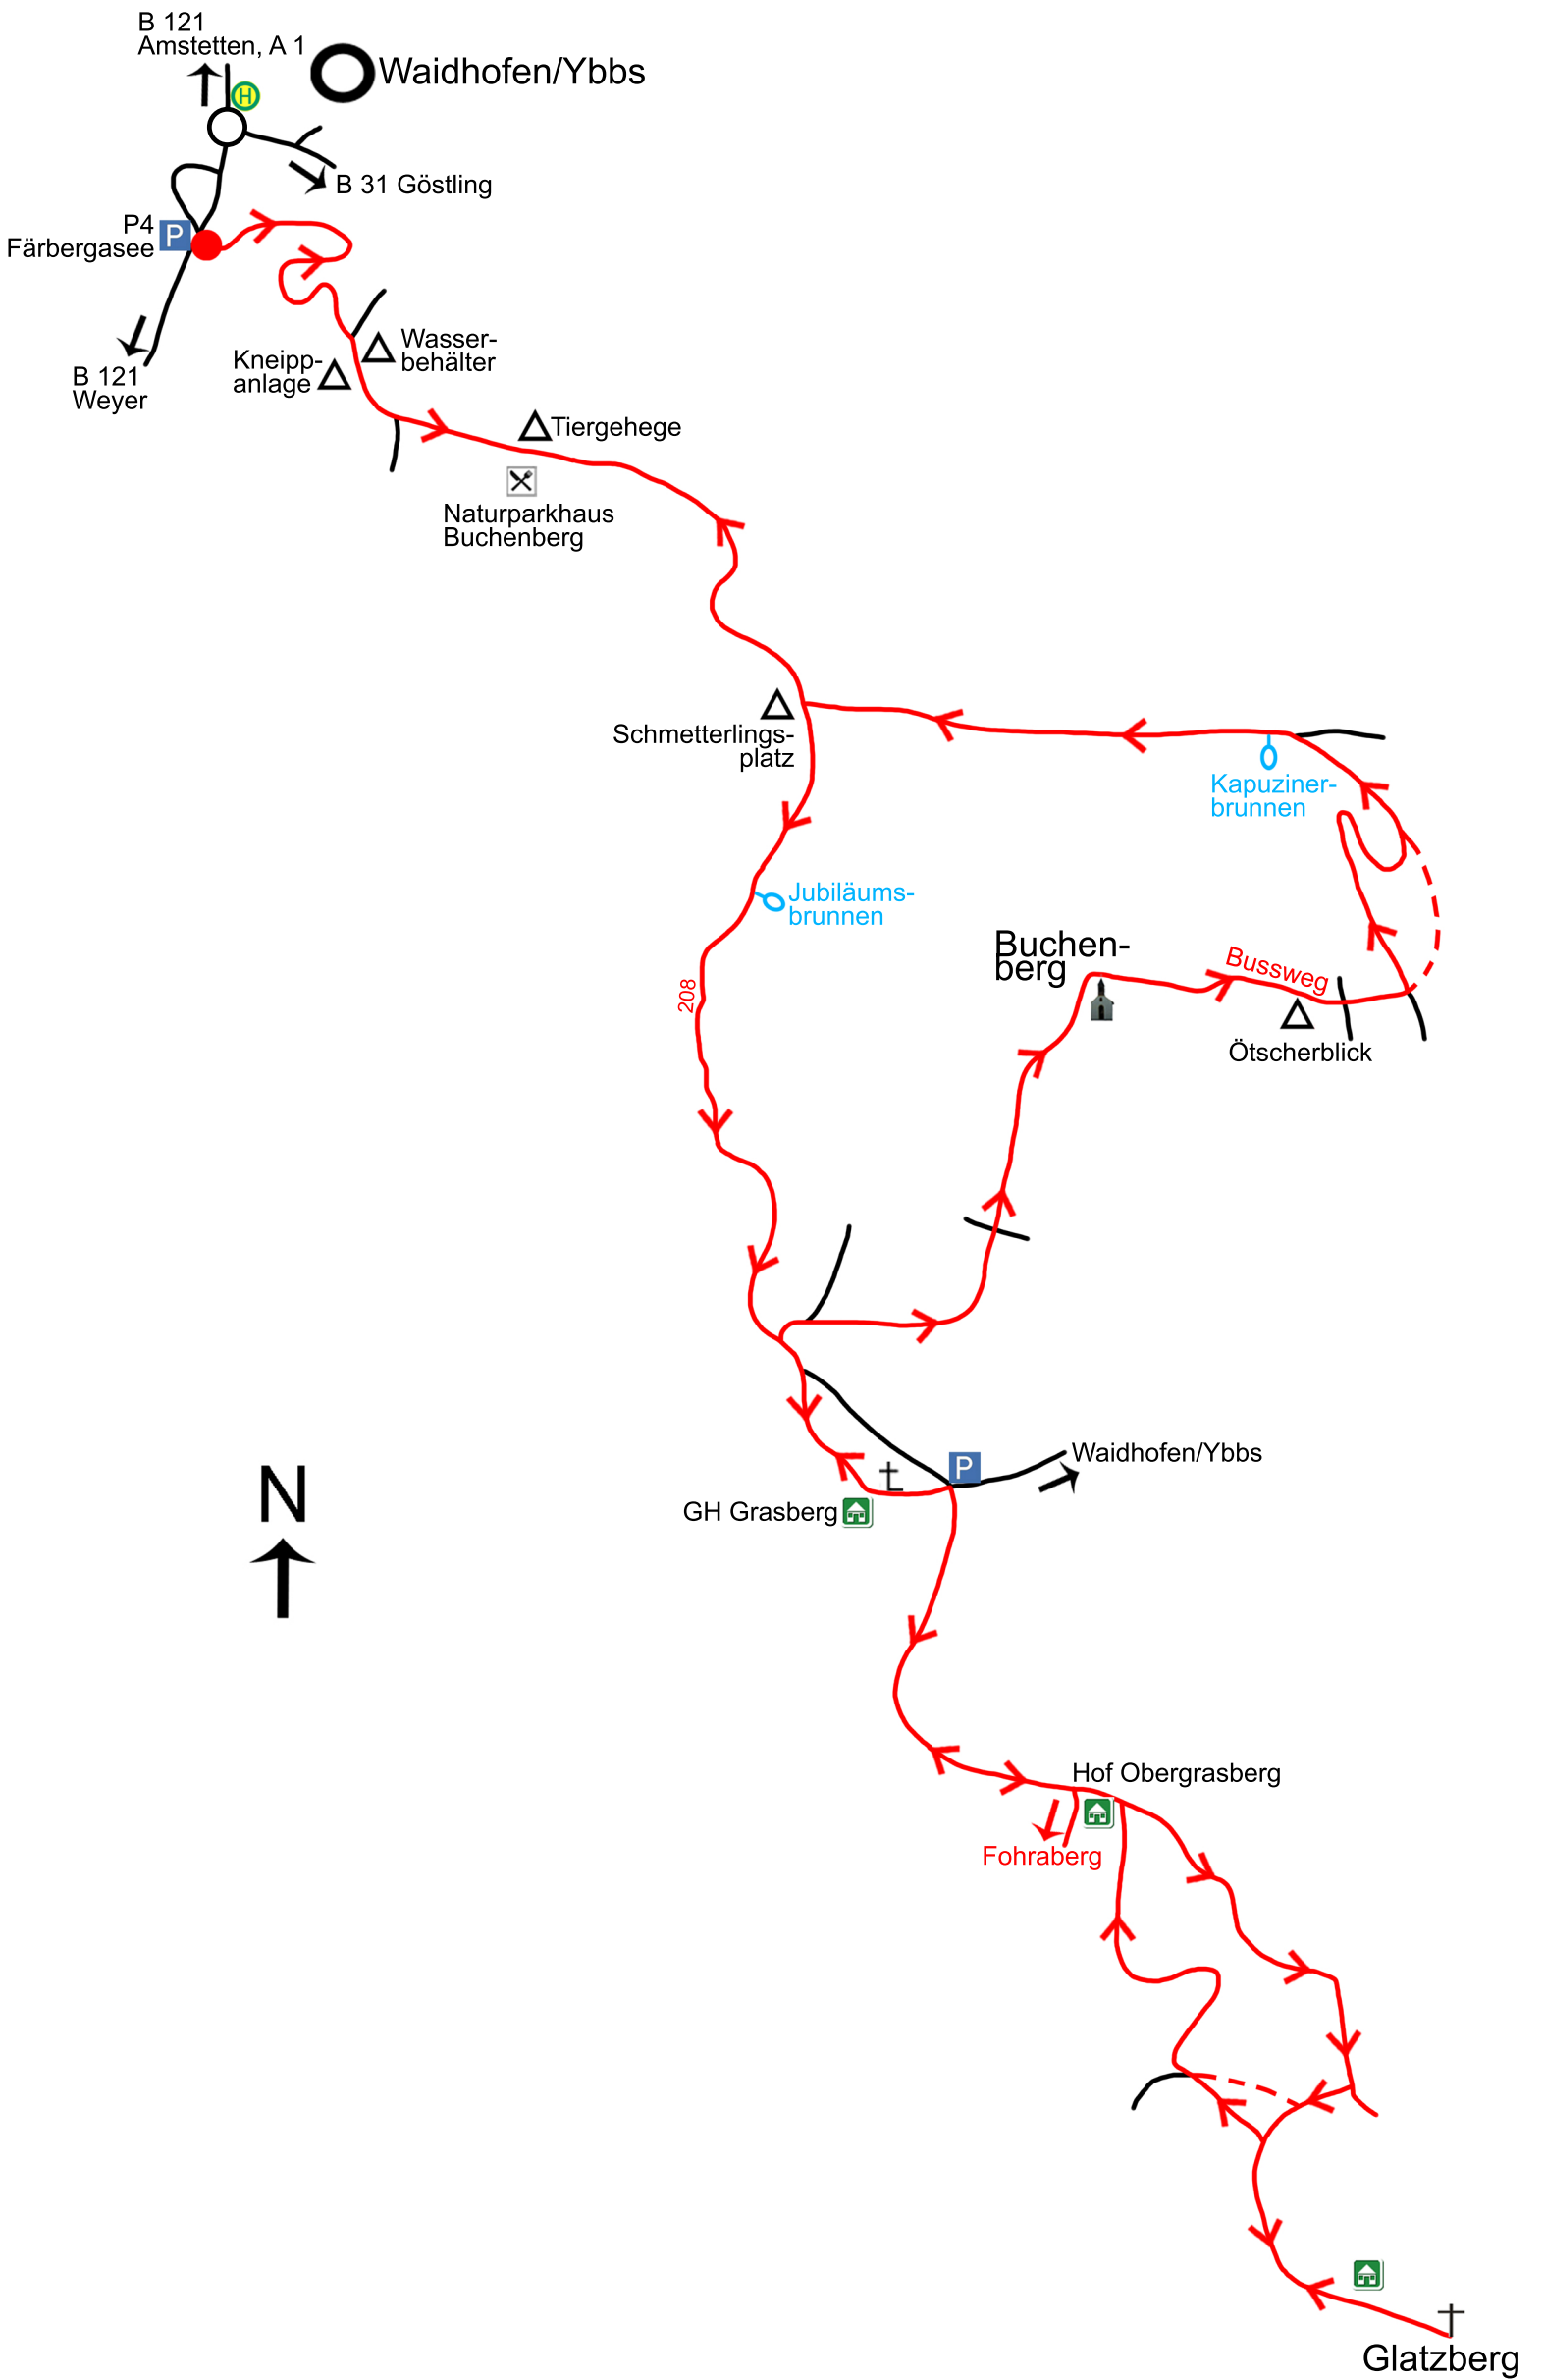 B 121
Amstetten, A 1
Waidhofen/Ybbs
H
B 31 Göstling
P4
Färbergasee
P
B 121
Weyer
Wasser-
behälter
Kneipp-
anlage
Tiergehege
Naturparkhaus
Buchenberg
Schmetterlings-
platz
Kapuziner-
brunnen
Jubiläums-
brunnen
Buchen-
berg
Bussweg
208
Ötscherblick
Waidhofen/Ybbs
P
N
GH Grasberg
Hof Obergrasberg
Fohraberg
Glatzberg